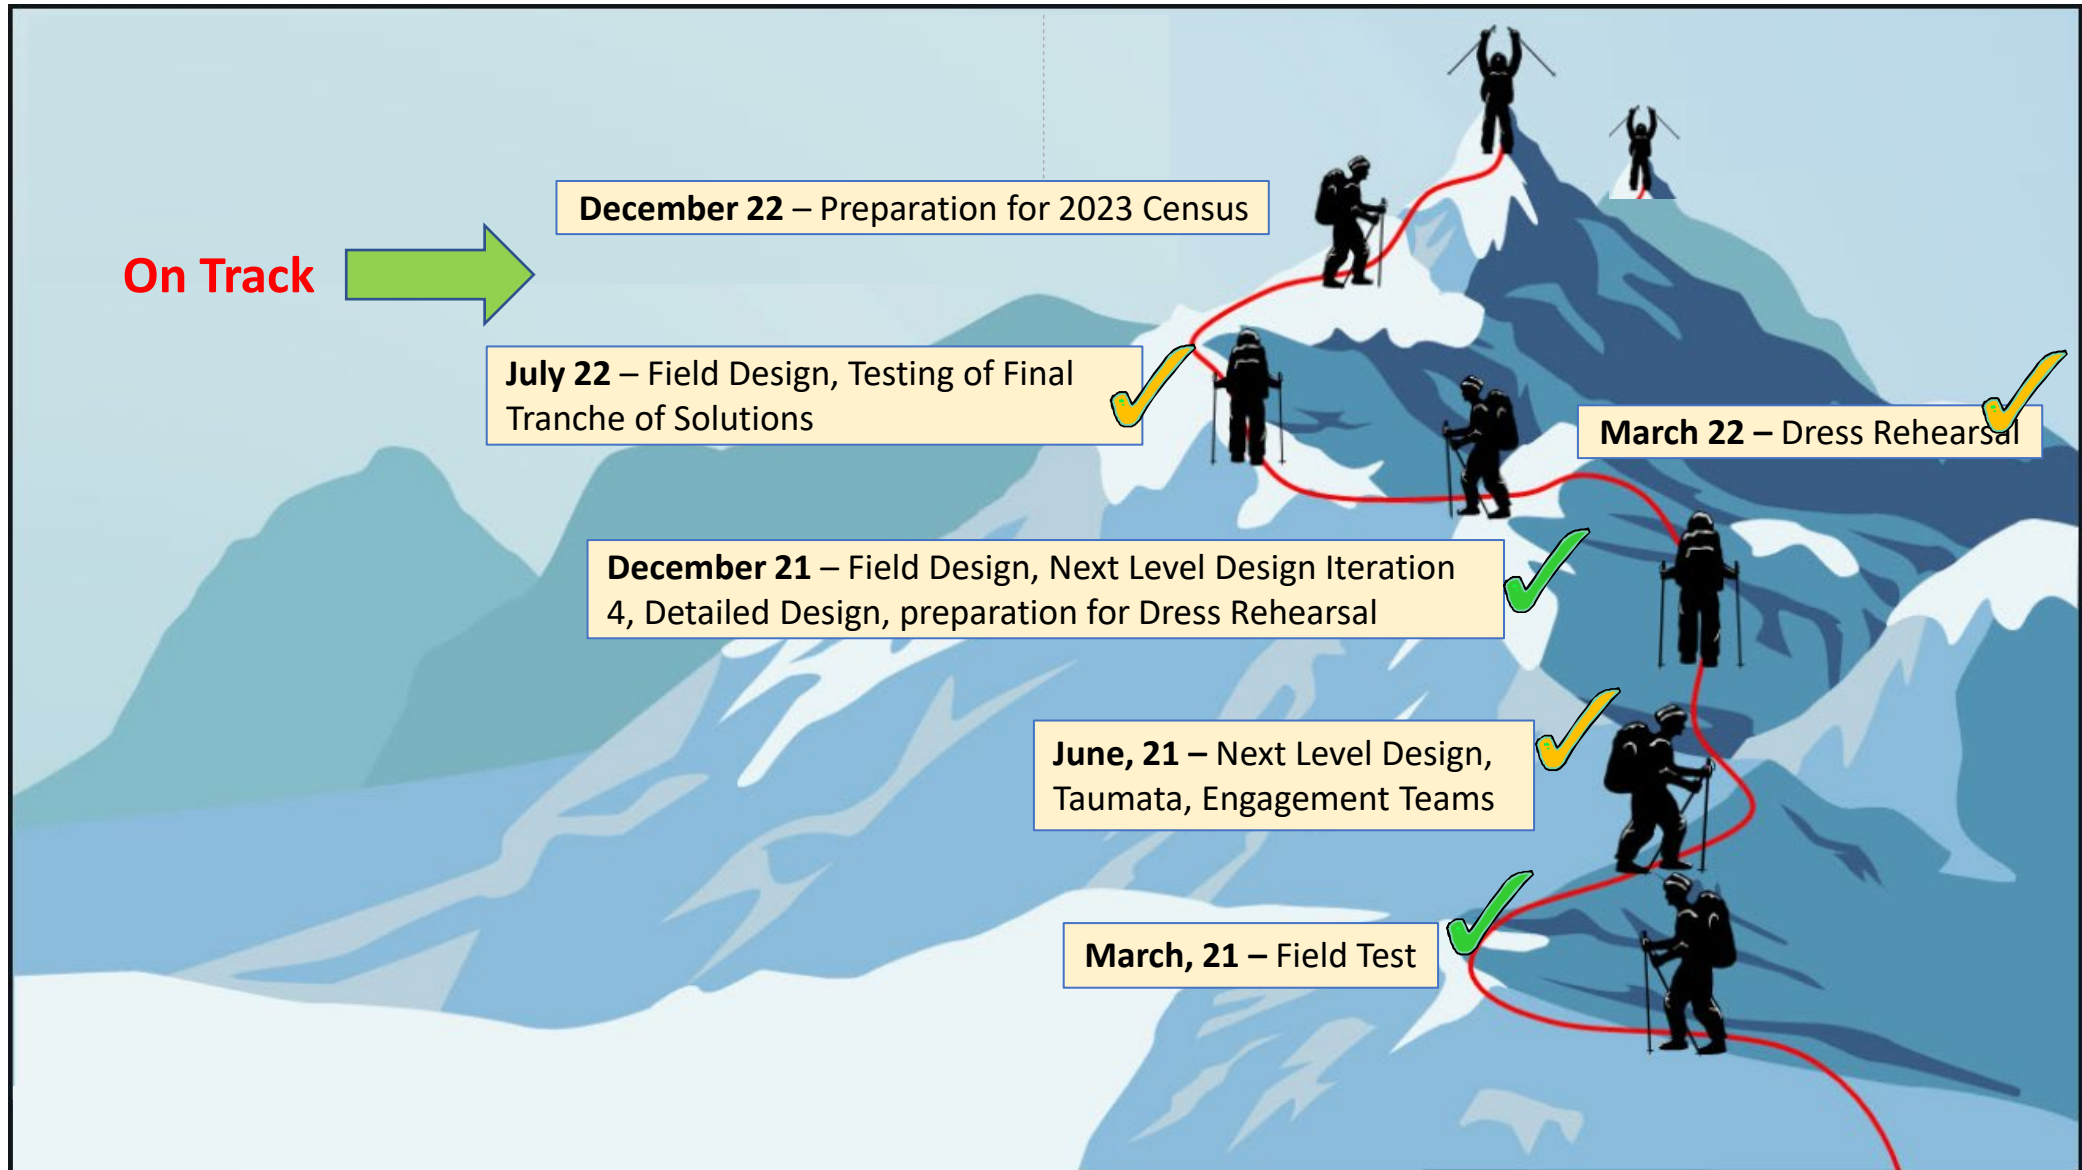 December 22 – Preparation for 2023 Census
On Track
July 22 – Field Design, Testing of Final
Tranche of Solutions
March 22 – Dress Rehearsal
December 21 – Field Design, Next Level Design Iteration
4, Detailed Design, preparation for Dress Rehearsal
June, 21 – Next Level Design,
Taumata, Engagement Teams
March, 21 – Field Test